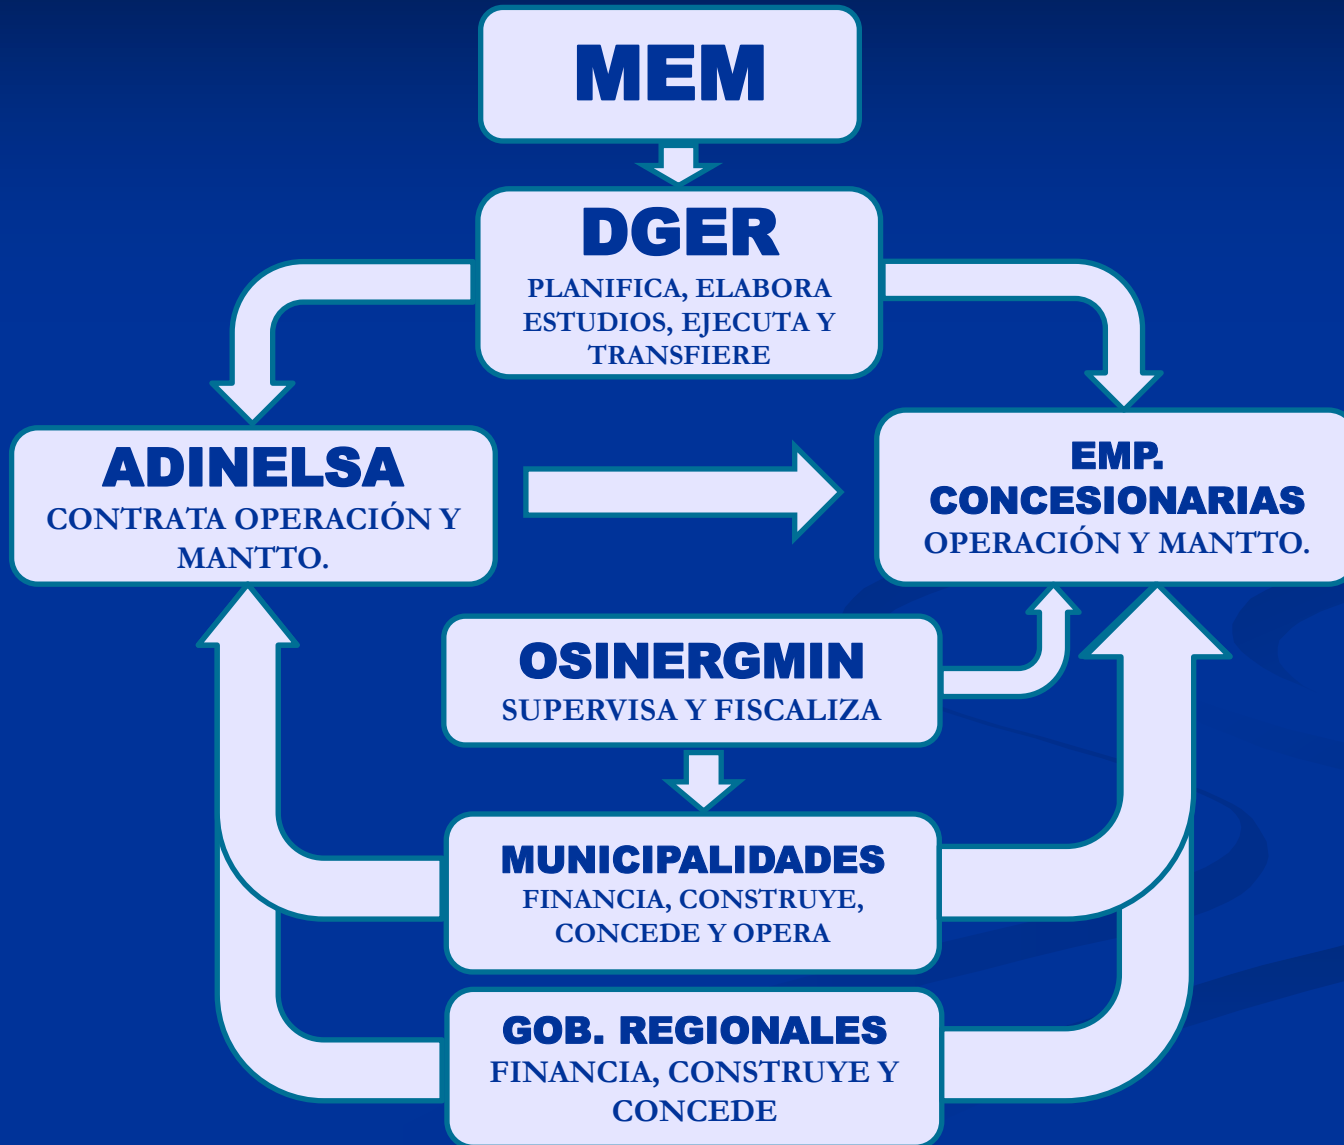 MEM
DGER
PLANIFICA, ELABORA
ESTUDIOS, EJECUTA Y
TRANSFIERE
ADINELSA
CONTRATA OPERACIÓN Y
MANTTO.
EMP.
CONCESIONARIAS
OPERACIÓN Y MANTTO.
OSINERGMIN
SUPERVISA Y FISCALIZA
MUNICIPALIDADES
FINANCIA, CONSTRUYE,
CONCEDE Y OPERA
GOB. REGIONALES
FINANCIA, CONSTRUYE Y
CONCEDE